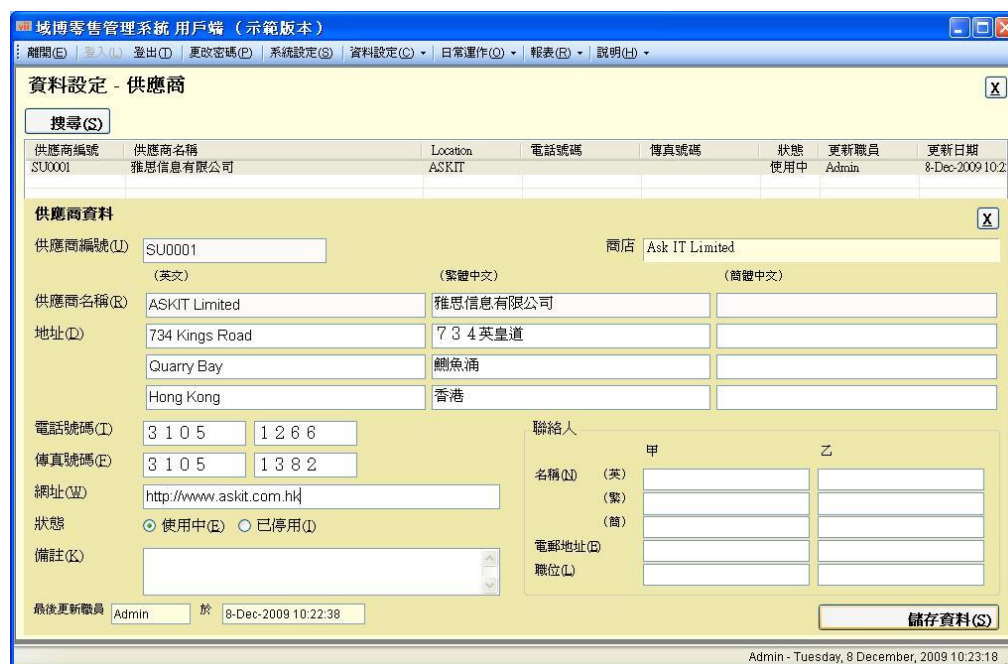 域博零售管理系統 用戶端 （示範版本）
離開(E) 登入(L) 登出(T) 更改密碼(P) 系統設定(S) 資料設定(C) 日常運作(O) 報表(R) 說明(H)
資料設定 - 供應商 X
搜尋(S)
供應商編號 供應商名稱 Location 電話號碼 傳真號碼 狀態 更新職員 更新日期
SU0001 雅思信息有限公司 ASKIT 使用中 Admin 8-Dec-2009 10:2
供應商資料 X
供應商編號(U) SU0001 商店 Ask IT Limited
(英文) (繁體中文) (簡體中文)
供應商名稱(R) ASKIT Limited 雅思信息有限公司
地址(D) 734 Kings Road ７３４英皇道
Quarry Bay 鰂魚涌
Hong Kong 香港
電話號碼(T) ３１０５ １２６６
傳真號碼(F) ３１０５ １３８２
網址(W) http://www.askit.com.hk
狀態 使用中(E) 已停用(I)
備註(K)
聯絡人
甲 乙
名稱(N) (英)
(繁)
(簡)
電郵地址(E)
職位(L)
最後更新職員 Admin 於 8-Dec-2009 10:22:38
儲存資料(S)
Admin - Tuesday, 8 December, 2009 10:23:18